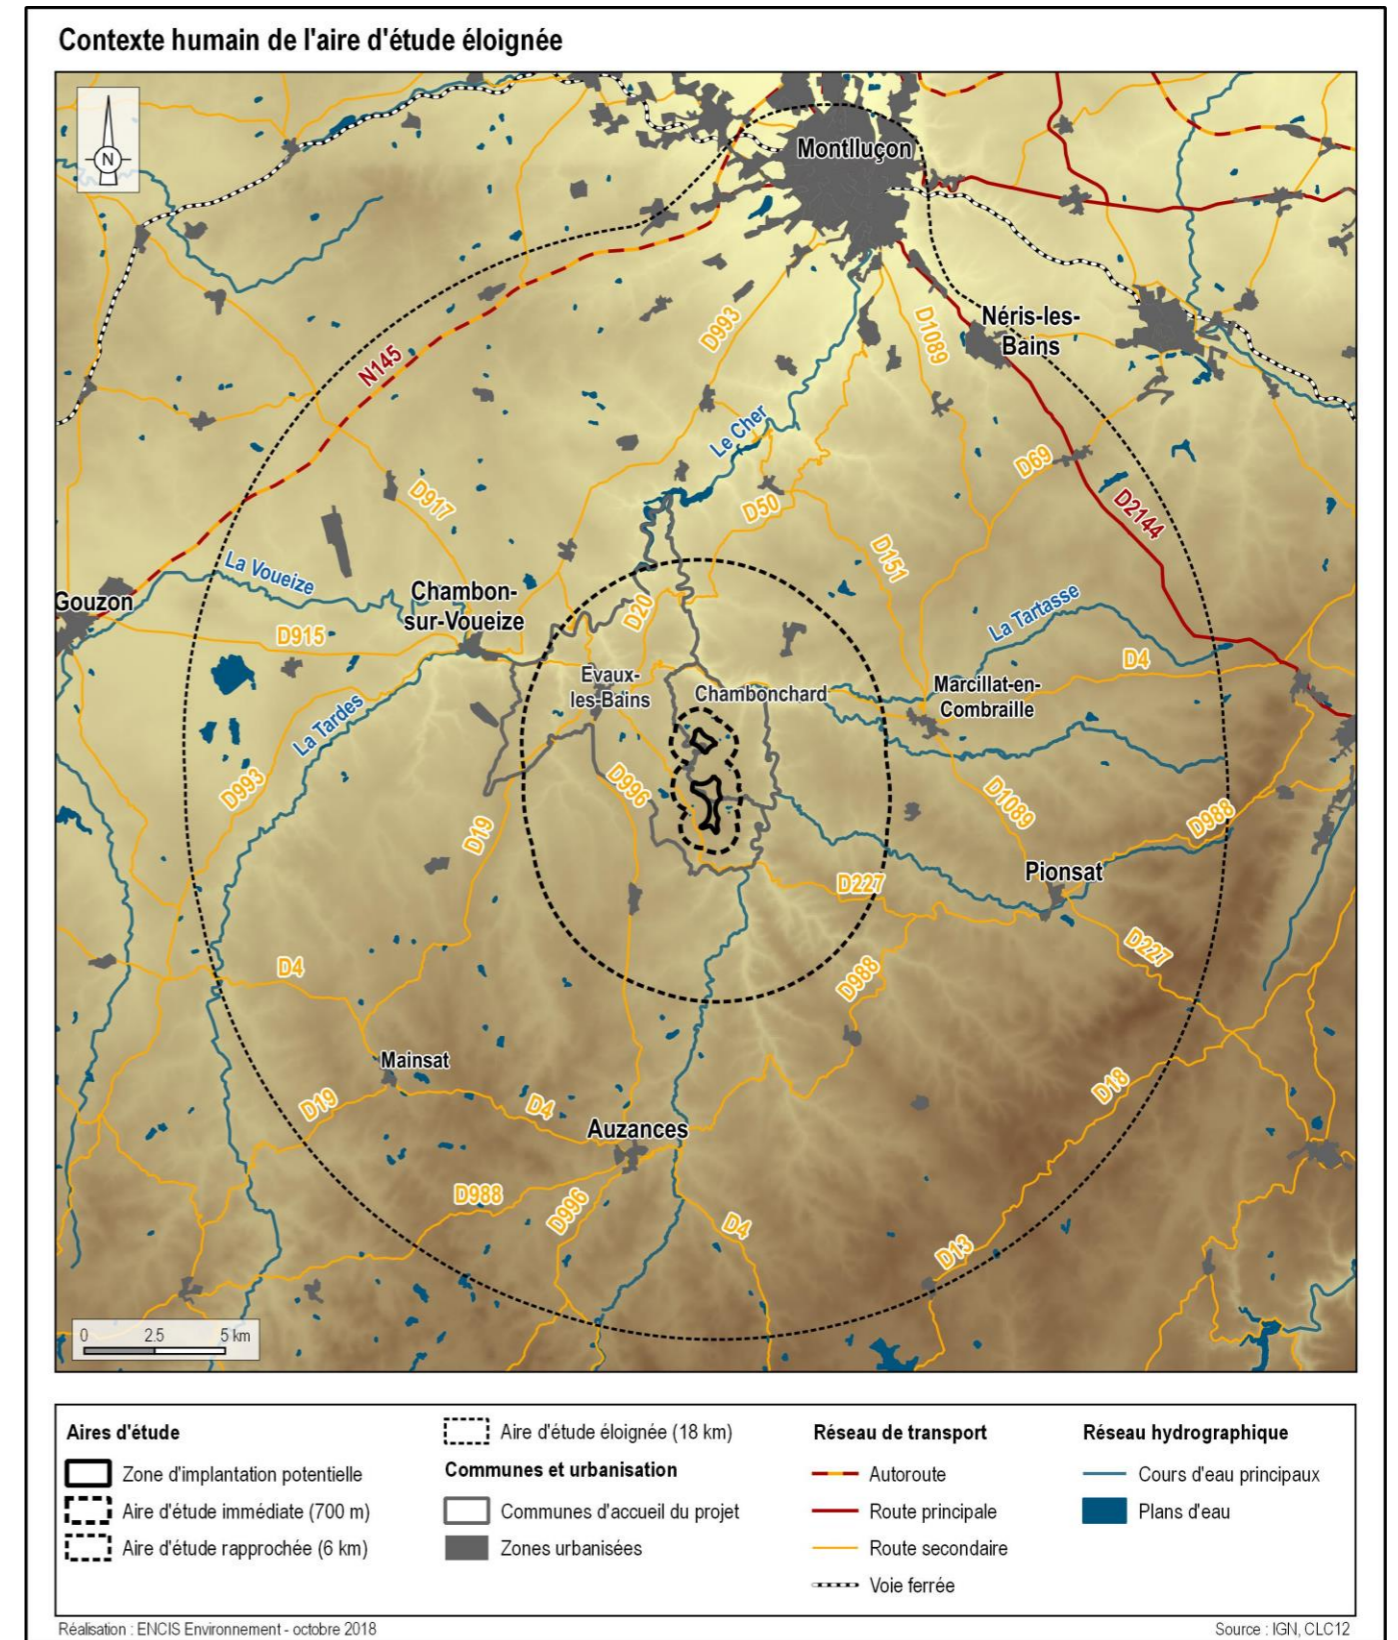 Contexte humain de l'aire d'étude éloignée
N
Montlluçon
Néris-les-
Bains
D993
D1089
N145
Le Cher
D69
D917
D50
D2144
D151
La Voueize
Gouzon
Chambon-
sur-Voueize
D20
La Tartasse
D915
D4
Evaux-
les-Bains
Chambonchard
Marcillat-en-
Combraille
La Tardes
D993
D996
D1089
D988
D19
Pionsat
D227
D227
D4
D988
Mainsat
D19
D4
D18
Auzances
D988
D996
D4
D13
0 2.5 5 km
Aires d'étude
Zone d'implantation potentielle
Aire d'étude immédiate (700 m)
Aire d'étude rapprochée (6 km)
Aire d'étude éloignée (18 km)
Communes et urbanisation
Communes d'accueil du projet
Zones urbanisées
Réseau de transport
Autoroute
Route principale
Route secondaire
Voie ferrée
Réseau hydrographique
Cours d'eau principaux
Plans d'eau
Réalisation : ENCIS Environnement - octobre 2018
Source : IGN, CLC12